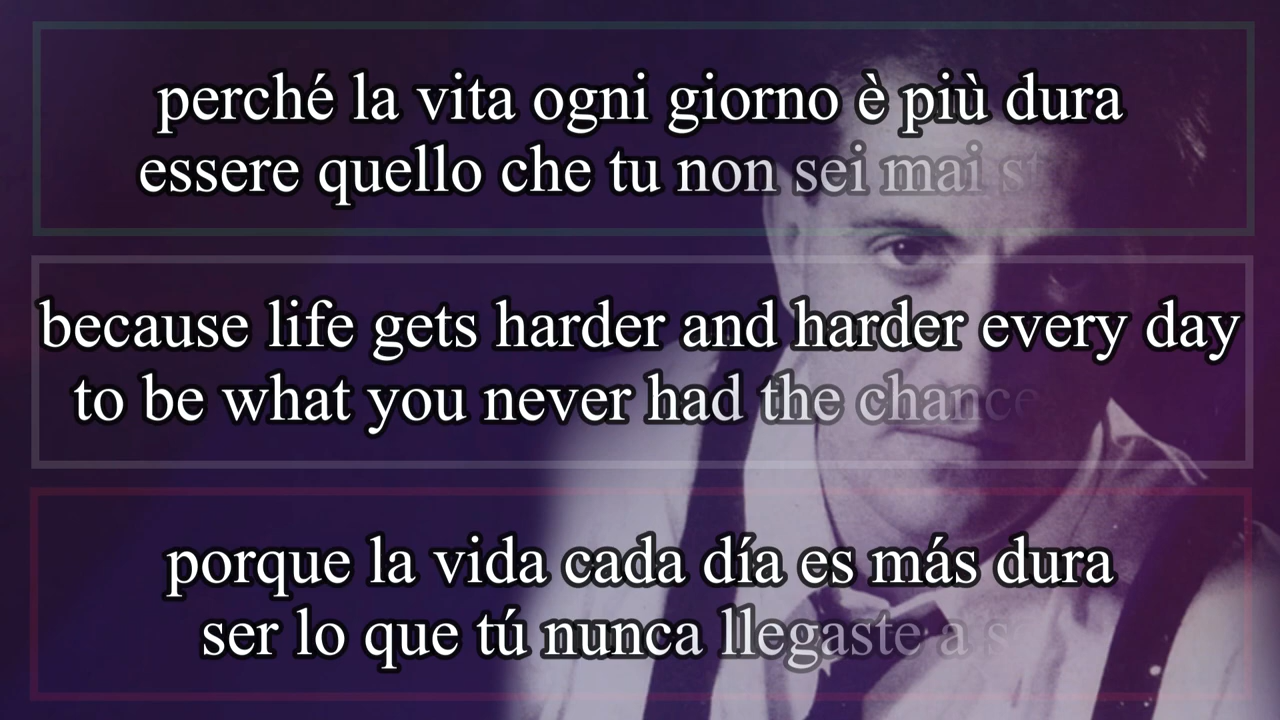 perché la vita ogni giorno è più dura
essere quello che tu non sei mai
because life gets harder and harder every day
to be what you never had the chance
porque la vida cada día es más dura
ser lo que tú nunca llegaste a